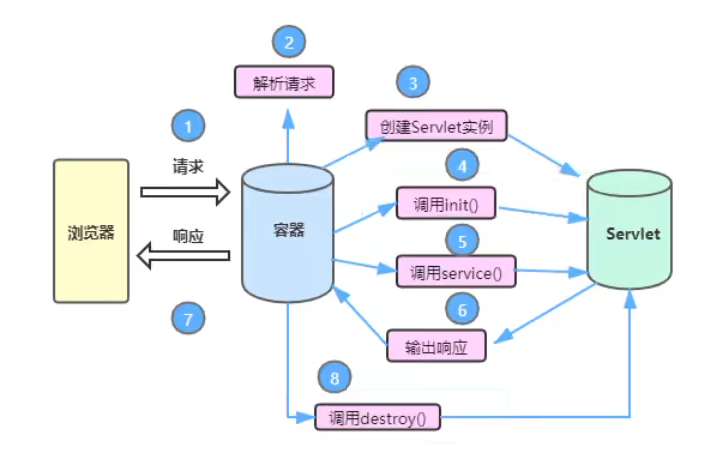 2
解析请求
3
创建Servlet实例
1
请求
4
调用init()
浏览器
容器
Servlet
响应
5
调用service()
7
6
输出响应
8
调用destroy()